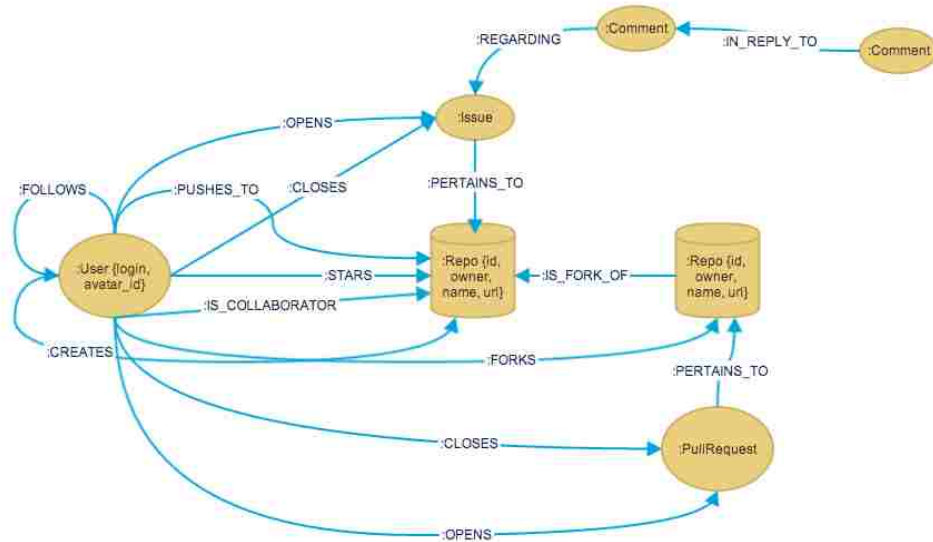 :Comment
:REGARDING
:IN_REPLY_TO
:Comment
:Issue
:OPENS
:CLOSES
:FOLLOWS
:PUSHES_TO
:PERTAINS_TO
:User {login,
avatar_id}
:STARS
:Repo {id,
owner,
name, url}
:IS_FORK_OF
:Repo {id,
owner,
name, url}
:IS_COLLABORATOR
:CREATES
:FORKS
:PERTAINS_TO
:CLOSES
:PullRequest
:OPENS